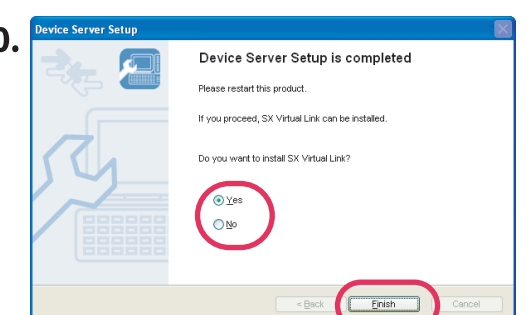 0.
Device Server Setup
Device Server Setup is completed
Please restart this product.
If you proceed, SX Virtual Link can be installed.
Do you want to install SX Virtual Link?
Yes
No
< Back
Finish
Cancel